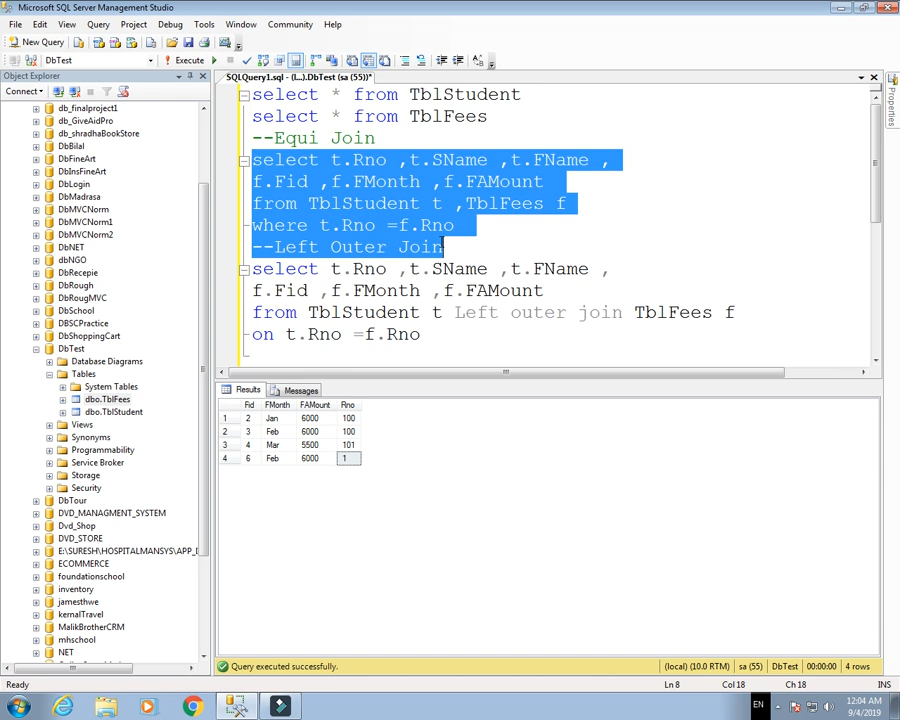 Microsoft SQL Server Management Studio
File Edit View Query Project Debug Tools Window Community Help
New Query
DbTest Execute
Object Explorer
SQLQuery1.sql - (l...).DbTest (sa (55))*
Properties
Connect
db_finalproject1
db_GiveAidPro
db_shradhaBookStore
DbBilal
DbFineArt
DbInsFineArt
DbLogin
DbMadrasa
DbMVCNorm
DbMVCNorm1
DbMVCNorm2
DbNET
DbRecepie
DbRough
DbRougMVC
DbSchool
DBSCPractice
DbShoppingCart
DbTest
Database Diagrams
Tables
System Tables
dbo.TblFees
dbo.TblStudent
Views
Synonyms
Programmability
Service Broker
Storage
Security
DbTour
DVD_MANAGMENT_SYSTEM
Dvd_Shop
DVD_STORE
E:\SURESH\HOSPITALMANSYS\APP_D
ECOMMERCE
foundationschool
inventory
jamesthwe
kernalTravel
MalikBrotherCRM
mhschool
NET
select * from TblStudent
select * from TblFees
--Equi Join
select t.Rno ,t.SName ,t.FName ,
f.Fid ,f.FMonth ,f.FAMount
from TblStudent t ,TblFees f
where t.Rno =f.Rno
--Left Outer Join
select t.Rno ,t.SName ,t.FName ,
f.Fid ,f.FMonth ,f.FAMount
from TblStudent t Left outer join TblFees f
on t.Rno =f.Rno
Results Messages
Fid FMonth FAMount Rno
1 2 Jan 6000 100
2 3 Feb 6000 100
3 4 Mar 5500 101
4 6 Feb 6000 1
Query executed successfully. (local) (10.0 RTM) sa (55) DbTest 00:00:00 4 rows
Ready Ln 8 Col 18 Ch 18 INS
EN 12:04 AM
9/4/2019